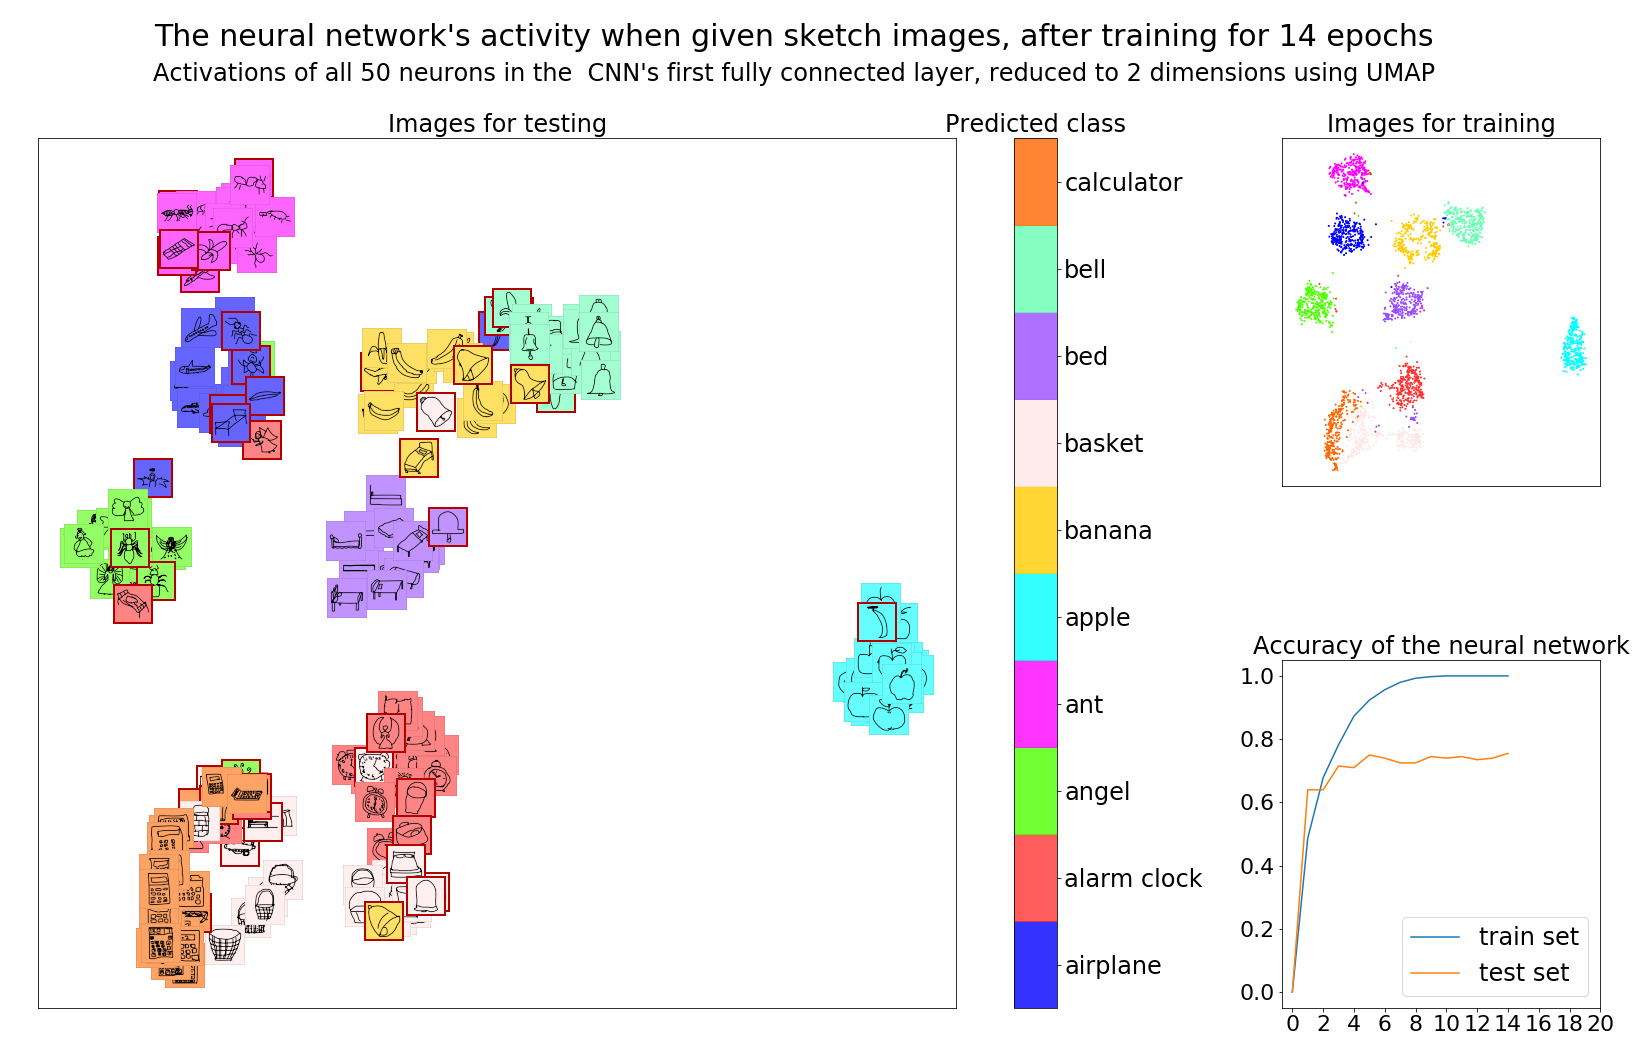 The neural network's activity when given sketch images, after training for 14 epochs
Activations of all 50 neurons in the  CNN's first fully connected layer, reduced to 2 dimensions using UMAP
Images for testing
Predicted class
calculator
bell
bed
basket
banana
apple
ant
angel
alarm clock
airplane
Images for training
Accuracy of the neural network
1.0
0.8
0.6
0.4
0.2
0.0
train set
test set
0 2 4 6 8 10 12 14 16 18 20